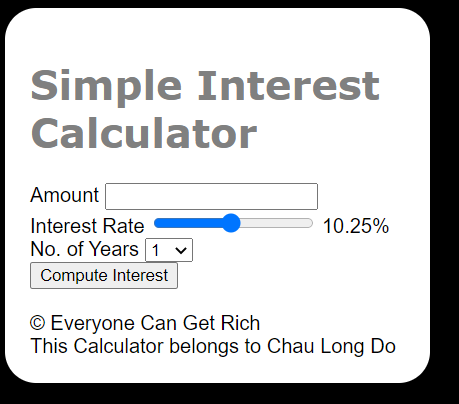 Simple Interest
Calculator
Amount
Interest Rate 10.25%
No. of Years 1
Compute Interest
© Everyone Can Get Rich
This Calculator belongs to Chau Long Do